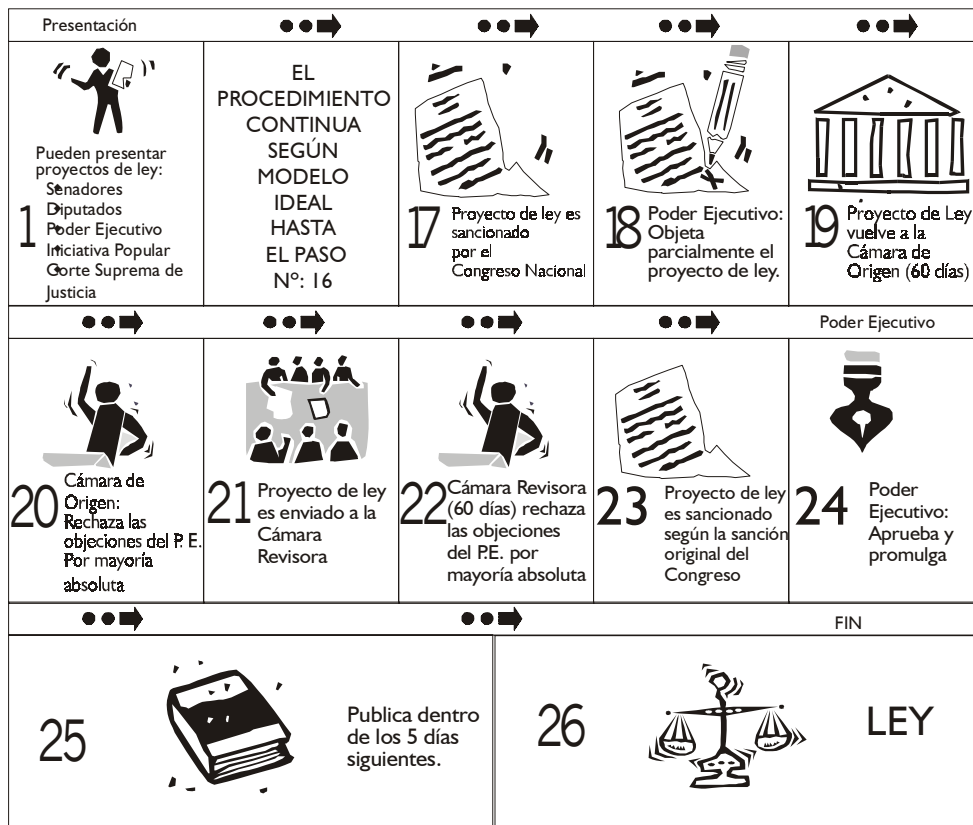 Presentación
Pueden presentar
proyectos de ley:
Senadores
Diputados
Poder Ejecutivo
Iniciativa Popular
Corte Suprema de
Justicia
1
EL
PROCEDIMIENTO
CONTINUA
SEGÚN
MODELO
IDEAL
HASTA
EL PASO
Nº: 16
17
Proyecto de ley es
sancionado
por el
Congreso Nacional
18
Poder Ejecutivo:
Objeta
parcialmente el
proyecto de ley.
19
Proyecto de Ley
vuelve a la
Cámara de
Origen (60 días)
Poder Ejecutivo
20
Cámara de
Origen:
Rechaza las
objeciones del P. E.
Por mayoría
absoluta
21
Proyecto de ley
es enviado a la
Cámara
Revisora
22
Cámara Revisora
(60 días) rechaza
las objeciones
del P.E. por
mayoría absoluta
23
Proyecto de ley
es sancionado
según la sanción
original del
Congreso
24
Poder
Ejecutivo:
Aprueba y
promulga
FIN
25
Publica dentro
de los 5 días
siguientes.
26
LEY